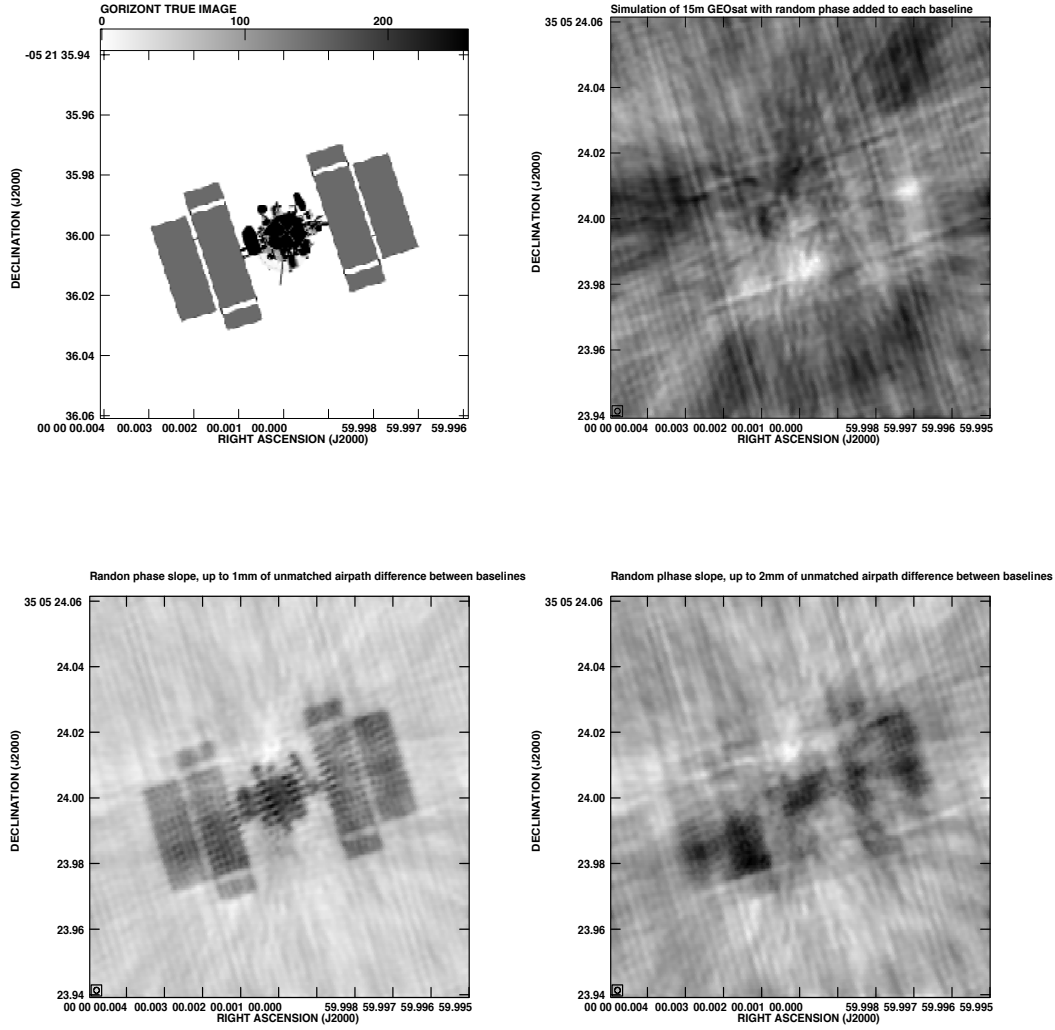 GORIZONT TRUE IMAGE
0 100 200
DECLINATION (J2000)
-05 21 35.94
35.96
35.98
36.00
36.02
36.04
36.06
00 00 00.004 00.003 00.002 00.001 00.000 59.998 59.997 59.996
RIGHT ASCENSION (J2000)
Simulation of 15m GEOsat with random phase added to each baseline
DECLINATION (J2000)
35 05 24.06
24.04
24.02
24.00
23.98
23.96
23.94
00 00 00.004 00.003 00.002 00.001 00.000 59.998 59.997 59.996 59.995
RIGHT ASCENSION (J2000)
Randon phase slope, up to 1mm of unmatched airpath difference between baselines
DECLINATION (J2000)
35 05 24.06
24.04
24.02
24.00
23.98
23.96
23.94
00 00 00.004 00.003 00.002 00.001 00.000 59.998 59.997 59.996 59.995
RIGHT ASCENSION (J2000)
Random plhase slope, up to 2mm of unmatched airpath difference between baselines
DECLINATION (J2000)
35 05 24.06
24.04
24.02
24.00
23.98
23.96
23.94
00 00 00.004 00.003 00.002 00.001 00.000 59.998 59.997 59.996 59.995
RIGHT ASCENSION (J2000)